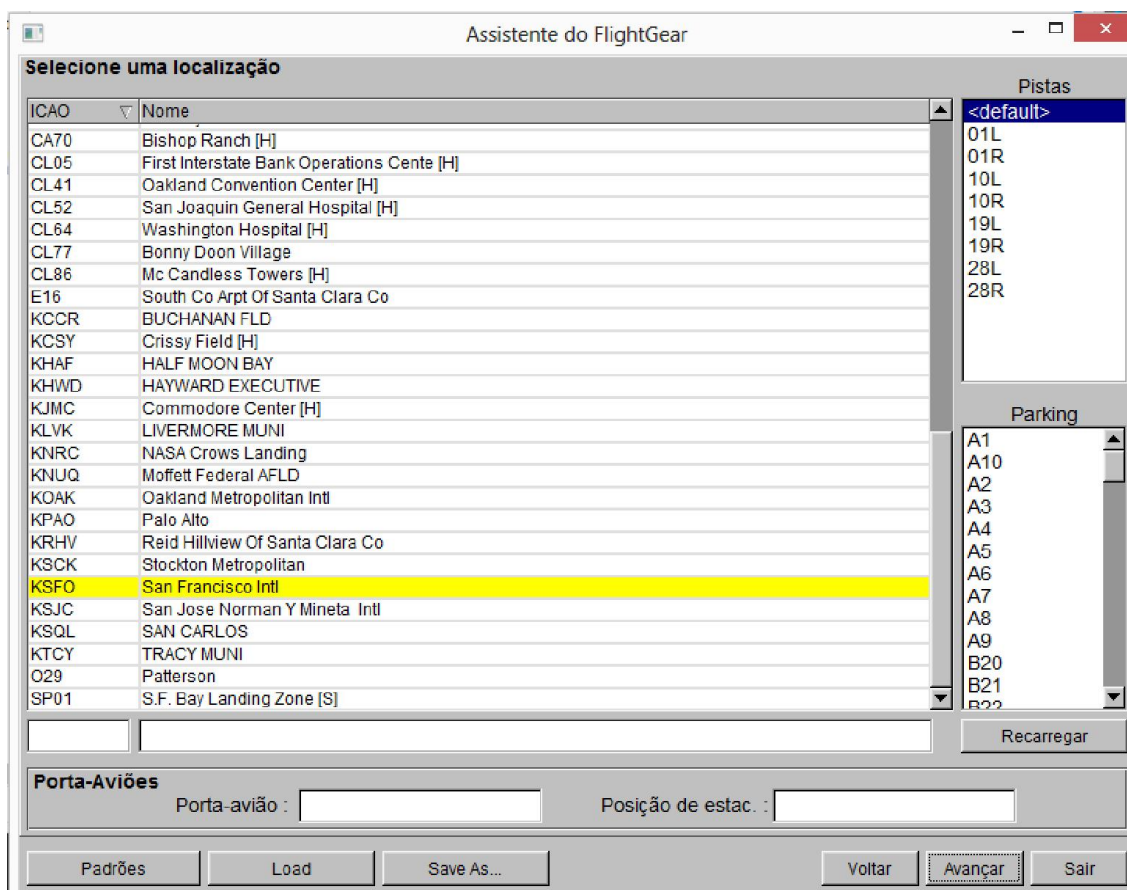 Assistente do FlightGear
Selecione uma localização
Pistas
ICAO Nome
CA70 Bishop Ranch [H]
CL05 First Interstate Bank Operations Cente [H]
CL41 Oakland Convention Center [H]
CL52 San Joaquin General Hospital [H]
CL64 Washington Hospital [H]
CL77 Bonny Doon Village
CL86 Mc Candless Towers [H]
E16 South Co Arpt Of Santa Clara Co
KCCR BUCHANAN FLD
KCSY Crissy Field [H]
KHAF HALF MOON BAY
KHWD HAYWARD EXECUTIVE
KJMC Commodore Center [H]
KLVK LIVERMORE MUNI
KNRC NASA Crows Landing
KNUQ Moffett Federal AFLD
KOAK Oakland Metropolitan Intl
KPAO Palo Alto
KRHV Reid Hillview Of Santa Clara Co
KSCK Stockton Metropolitan
KSFO San Francisco Intl
KSJC San Jose Norman Y Mineta Intl
KSQL SAN CARLOS
KTCY TRACY MUNI
O29 Patterson
SP01 S.F. Bay Landing Zone [S]
<default>
01L
01R
10L
10R
19L
19R
28L
28R
Parking
A1
A10
A2
A3
A4
A5
A6
A7
A8
A9
B20
B21
B22
Recarregar
Porta-Aviões
Porta-avião : Posição de estac. :
Padrões Load Save As... Voltar Avançar Sair